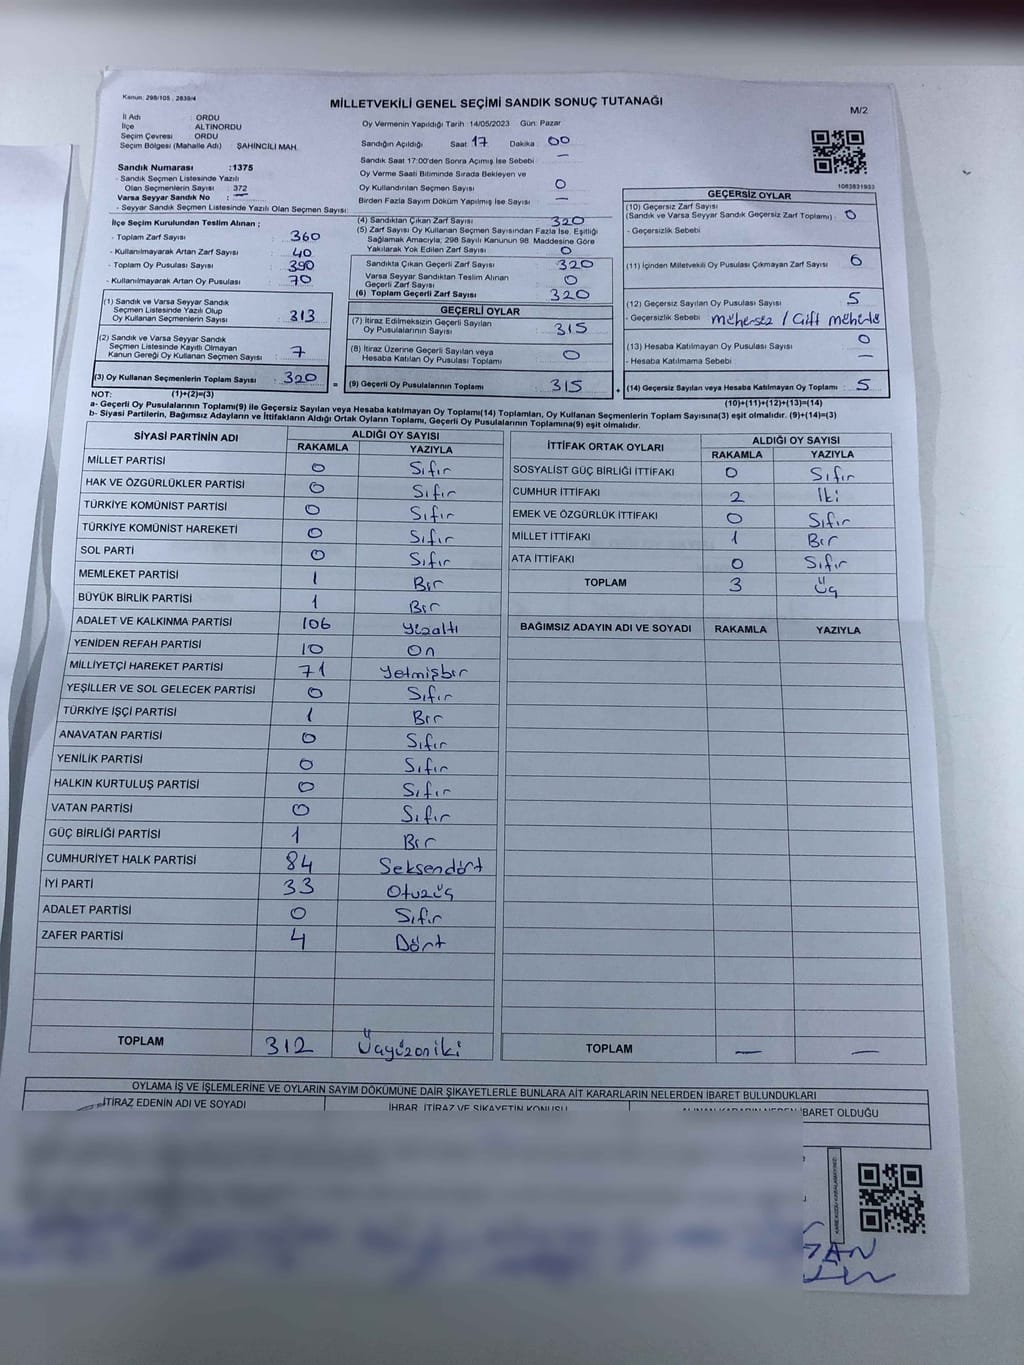 Kanun: 298/105 , 2839/4
MİLLETVEKİLİ GENEL SEÇİMİ SANDIK SONUÇ TUTANAĞI
M/2
İl Adı : ORDU
İlçe : ALTINORDU
Seçim Çevresi : ORDU
Seçim Bölgesi (Mahalle Adı) : ŞAHİNCİLİ MAH.
Sandık Numarası :1375
- Sandık Seçmen Listesinde Yazılı
Olan Seçmenlerin Sayısı : 372
Varsa Seyyar Sandık No : —
- Seyyar Sandık Seçmen Listesinde Yazılı Olan Seçmen Sayısı:
Oy Vermenin Yapıldığı Tarih :14/05/2023 Gün: Pazar
Sandığın Açıldığı Saat: 17 Dakika : 00
Sandık Saat 17:00'den Sonra Açımış İse Sebebi : —
Oy Verme Saati Bitiminde Sırada Bekleyen ve
Oy Kullandırılan Seçmen Sayısı : 0
Birden Fazla Sayım Döküm Yapılmış İse Sayısı : —
1083831933
İlçe Seçim Kurulundan Teslim Alınan ;
- Toplam Zarf Sayısı : 360
- Kullanılmayarak Artan Zarf Sayısı : 40
- Toplam Oy Pusulası Sayısı : 390
- Kullanılmayarak Artan Oy Pusulası : 70
(1) Sandık ve Varsa Seyyar Sandık
Seçmen Listesinde Yazılı Olup
Oy Kullanan Seçmenlerin Sayısı : 313
(2) Sandık ve Varsa Seyyar Sandık
Seçmen Listesinde Kayıtlı Olmayan
Kanun Gereği Oy Kullanan Seçmen Sayısı : 7
(3) Oy Kullanan Seçmenlerin Toplam Sayısı : 320
(4) Sandıktan Çıkan Zarf Sayısı : 320
(5) Zarf Sayısı Oy Kullanan Seçmen Sayısından Fazla İse, Eşitliği
Sağlamak Amacıyla; 298 Sayılı Kanunun 98. Maddesine Göre
Yakılarak Yok Edilen Zarf Sayısı : 0
Sandıkta Çıkan Geçerli Zarf Sayısı : 320
Varsa Seyyar Sandıktan Teslim Alınan
Geçerli Zarf Sayısı : 0
(6) Toplam Geçerli Zarf Sayısı : 320
GEÇERLİ OYLAR
(7) İtiraz Edilmeksizin Geçerli Sayılan
Oy Pusulalarının Sayısı : 315
(8) İtiraz Üzerine Geçerli Sayılan veya
Hesaba Katılan Oy Pusulası Toplamı : 0
= (9) Geçerli Oy Pusulalarının Toplamı : 315
GEÇERSİZ OYLAR
(10) Geçersiz Zarf Sayısı
(Sandık ve Varsa Seyyar Sandık Geçersiz Zarf Toplamı) : 0
- Geçersizlik Sebebi
(11) İçinden Milletvekili Oy Pusulası Çıkmayan Zarf Sayısı : 0
(12) Geçersiz Sayılan Oy Pusulası Sayısı : 5
- Geçersizlik Sebebi : mühersiz / Çift mühürlü
(13) Hesaba Katılmayan Oy Pusulası Sayısı : 0
- Hesaba Katılmama Sebebi : —
+ (14) Geçersiz Sayılan veya Hesaba Katılmayan Oy Toplamı : 5
NOT: (1)+(2)=(3) (10)+(11)+(12)+(13)=(14)
a- Geçerli Oy Pusulalarının Toplamı(9) ile Geçersiz Sayılan veya Hesaba katılmayan Oy Toplamı(14) Toplamları, Oy Kullanan Seçmenlerin Toplam Sayısına(3) eşit olmalıdır. (9)+(14)=(3)
b- Siyasi Partilerin, Bağımsız Adayların ve İttifakların Aldığı Ortak Oyların Toplamı, Geçerli Oy Pusulalarının Toplamına(9) eşit olmalıdır.
SİYASİ PARTİNİN ADI ALDIĞI OY SAYISI
RAKAMLA YAZIYLA
MİLLET PARTİSİ 0 Sıfır
HAK VE ÖZGÜRLÜKLER PARTİSİ 0 Sıfır
TÜRKİYE KOMÜNİST PARTİSİ 0 Sıfır
TÜRKİYE KOMÜNİST HAREKETİ 0 Sıfır
SOL PARTİ 0 Sıfır
MEMLEKET PARTİSİ 1 Bir
BÜYÜK BİRLİK PARTİSİ 1 Bir
ADALET VE KALKINMA PARTİSİ 106 Yüzaltı
YENİDEN REFAH PARTİSİ 10 On
MİLLİYETÇİ HAREKET PARTİSİ 71 Yetmişbir
YEŞİLLER VE SOL GELECEK PARTİSİ 0 Sıfır
TÜRKİYE İŞÇİ PARTİSİ 1 Bir
ANAVATAN PARTİSİ 0 Sıfır
YENİLİK PARTİSİ 0 Sıfır
HALKIN KURTULUŞ PARTİSİ 0 Sıfır
VATAN PARTİSİ 0 Sıfır
GÜÇ BİRLİĞİ PARTİSİ 1 Bir
CUMHURİYET HALK PARTİSİ 84 Seksendört
İYİ PARTİ 33 Otuzüç
ADALET PARTİSİ 0 Sıfır
ZAFER PARTİSİ 4 Dört
TOPLAM 312 Üçyüzoniki
İTTİFAK ORTAK OYLARI ALDIĞI OY SAYISI
RAKAMLA YAZIYLA
SOSYALİST GÜÇ BİRLİĞİ İTTİFAKI 0 Sıfır
CUMHUR İTTİFAKI 2 İki
EMEK VE ÖZGÜRLÜK İTTİFAKI 0 Sıfır
MİLLET İTTİFAKI 1 Bir
ATA İTTİFAKI 0 Sıfır
TOPLAM 3 Üç
BAĞIMSIZ ADAYIN ADI VE SOYADI RAKAMLA YAZIYLA
TOPLAM — —
OYLAMA İŞ VE İŞLEMLERİNE VE OYLARIN SAYIM DÖKÜMÜNE DAİR ŞİKAYETLERLE BUNLARA AİT KARARLARIN NELERDEN İBARET BULUNDUKLARI
İTİRAZ EDENİN ADI VE SOYADI İHBAR, İTİRAZ VE ŞİKAYETİN KONUSU ALINAN KARARIN NEDEN İBARET OLDUĞU